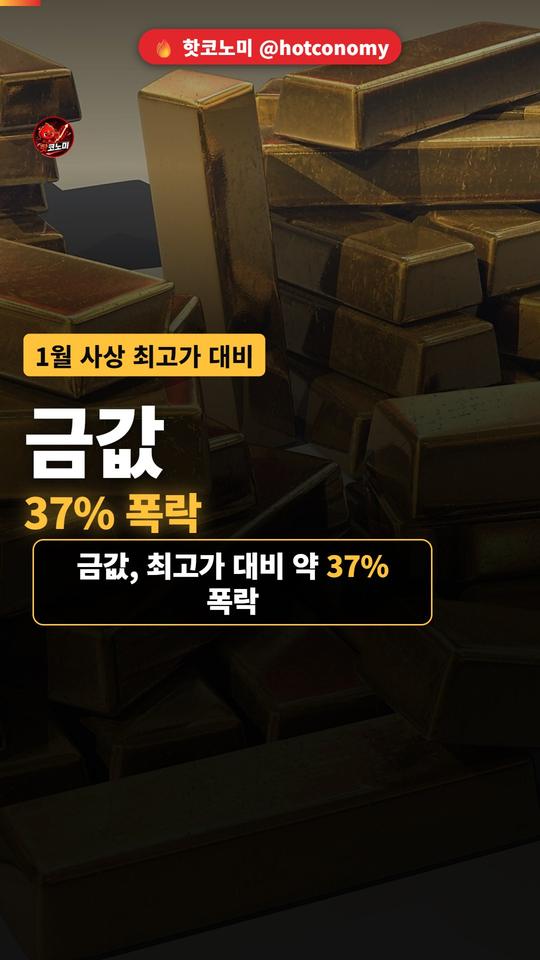 🔥 핫코노미 @hotconomy
핫코노미
1월 사상 최고가 대비
금값
37% 폭락
금값, 최고가 대비 약 37%
폭락